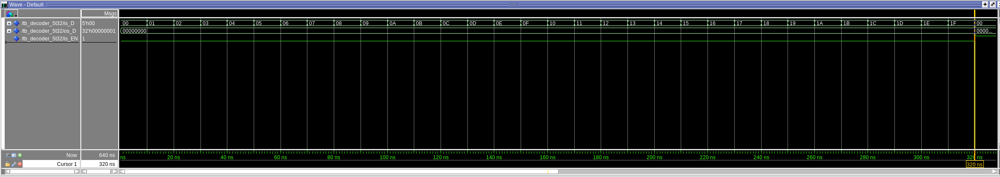 Wave - Default
Msgs
/tb_decoder_5t32/is_D 5'h00 00 01 02 03 04 05 06 07 08 09 0A 0B 0C 0D 0E 0F 10 11 12 13 14 15 16 17 18 19 1A 1B 1C 1D 1E 1F 00
/tb_decoder_5t32/os_D 32'h00000001 00000000 0000...
/tb_decoder_5t32/is_EN 1
Now 640 ns ns 20 ns 40 ns 60 ns 80 ns 100 ns 120 ns 140 ns 160 ns 180 ns 200 ns 220 ns 240 ns 260 ns 280 ns 300 ns 320 ns
Cursor 1 320 ns 320 ns